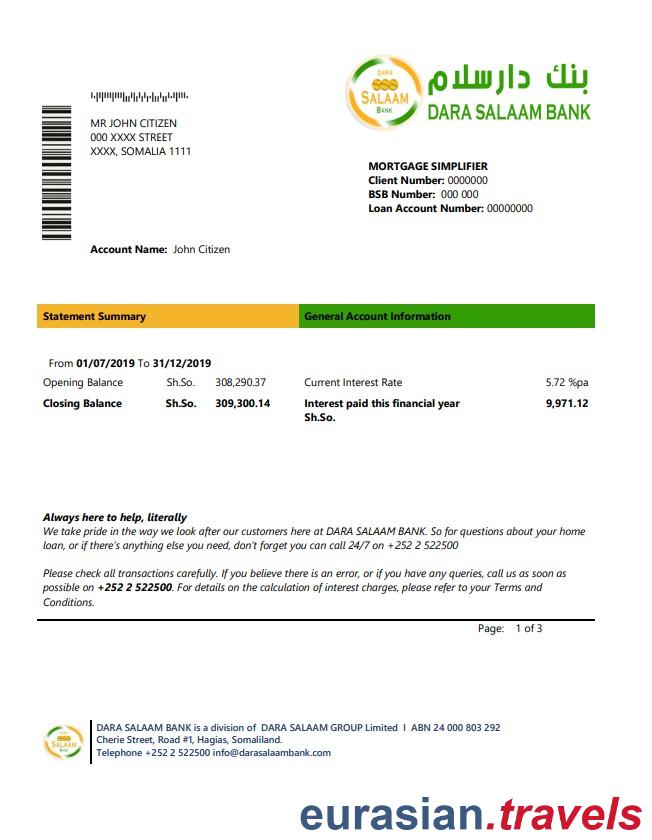 بنك دارسلام
DARA
SALAAM
BANK
DARA SALAAM BANK
MR JOHN CITIZEN
000 XXXX STREET
XXXX, SOMALIA 1111
MORTGAGE SIMPLIFIER
Client Number: 0000000
BSB Number: 000 000
Loan Account Number: 00000000
Account Name: John Citizen
Statement Summary General Account Information
From 01/07/2019 To 31/12/2019
Opening Balance Sh.So. 308,290.37 Current Interest Rate 5.72 %pa
Closing Balance Sh.So. 309,300.14 Interest paid this financial year 9,971.12
Sh.So.
Always here to help, literally
We take pride in the way we look after our customers here at DARA SALAAM BANK. So for questions about your home
loan, or if there's anything else you need, don't forget you can call 24/7 on +252 2 522500
Please check all transactions carefully. If you believe there is an error, or if you have any queries, call us as soon as
possible on +252 2 522500. For details on the calculation of interest charges, please refer to your Terms and
Conditions.
Page: 1 of 3
SALAAM
DARA SALAAM BANK is a division of DARA SALAAM GROUP Limited I ABN 24 000 803 292
Cherie Street, Road #1, Hagias, Somaliland.
Telephone +252 2 522500 info@darasalaambank.com
eurasian.travels